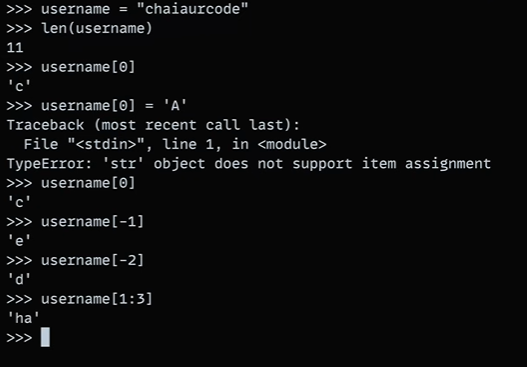 >>> username = "chaiaurcode"
>>> len(username)
11
>>> username[0]
'c'
>>> username[0] = 'A'
Traceback (most recent call last):
  File "<stdin>", line 1, in <module>
TypeError: 'str' object does not support item assignment
>>> username[0]
'c'
>>> username[-1]
'e'
>>> username[-2]
'd'
>>> username[1:3]
'ha'
>>>